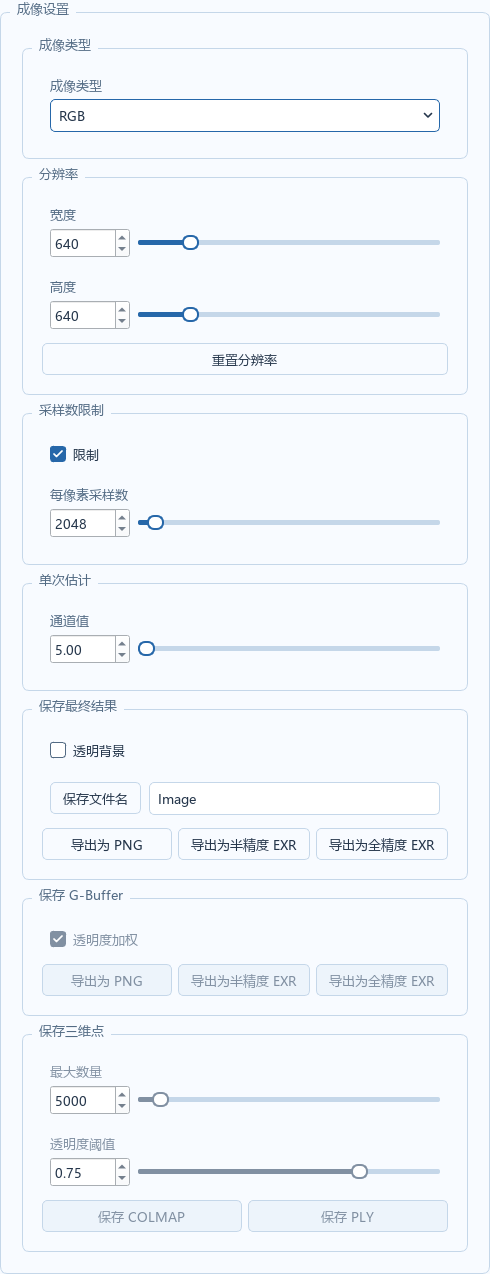 成像设置
成像类型
成像类型
RGB
分辨率
宽度
640
高度
640
重置分辨率
采样数限制
限制
每像素采样数
2048
单次估计
通道值
5.00
保存最终结果
透明背景
保存文件名 Image
导出为 PNG 导出为半精度 EXR 导出为全精度 EXR
保存 G-Buffer
透明度加权
导出为 PNG 导出为半精度 EXR 导出为全精度 EXR
保存三维点
最大数量
5000
透明度阈值
0.75
保存 COLMAP 保存 PLY